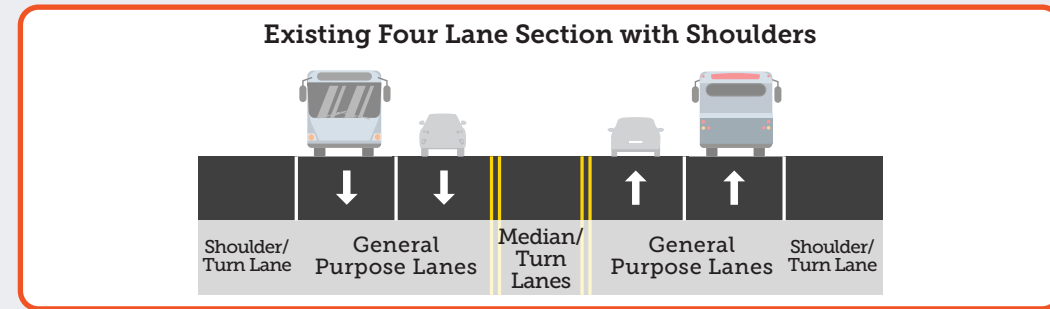 Existing Four Lane Section with Shoulders
Shoulder/
Turn Lane
General
Purpose Lanes
Median/
Turn
Lanes
General
Purpose Lanes
Shoulder/
Turn Lane